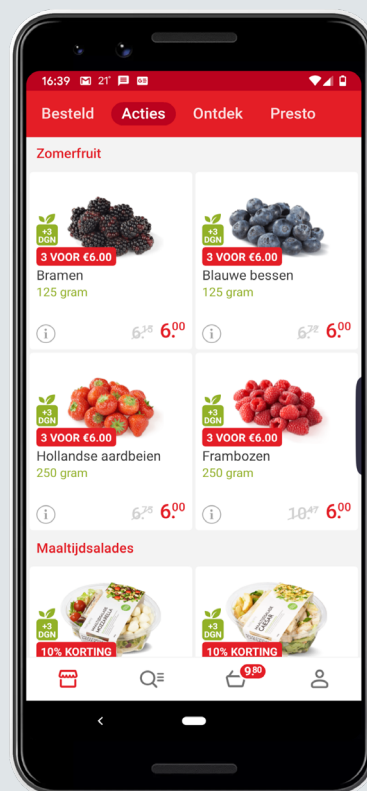 16:39 21°
Besteld Acties Ontdek Presto
Zomerfruit
+3
DGN
3 VOOR €6.00
Bramen
125 gram
6.15 6.00
+3
DGN
3 VOOR €6.00
Blauwe bessen
125 gram
6.72 6.00
+3
DGN
3 VOOR €6.00
Hollandse aardbeien
250 gram
6.75 6.00
+3
DGN
3 VOOR €6.00
Frambozen
250 gram
10.47 6.00
Maaltijdsalades
+3
DGN
MOZZARELLA
10% KORTING
+3
DGN
CAESAR
10% KORTING
9.80